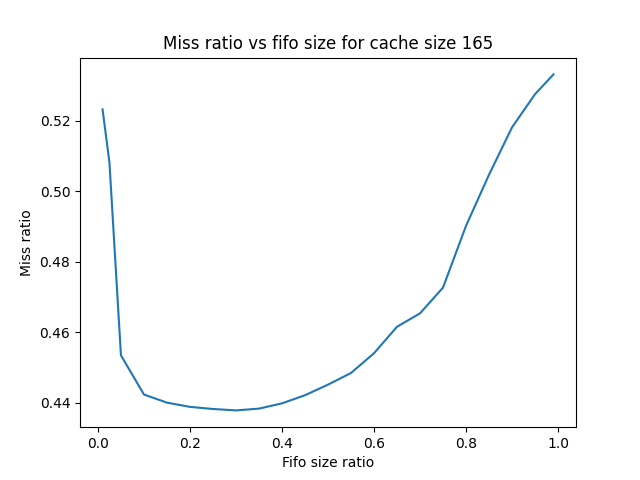 Miss ratio vs fifo size for cache size 165
0.52
0.50
0.48
0.46
0.44
Miss ratio
0.0 0.2 0.4 0.6 0.8 1.0
Fifo size ratio